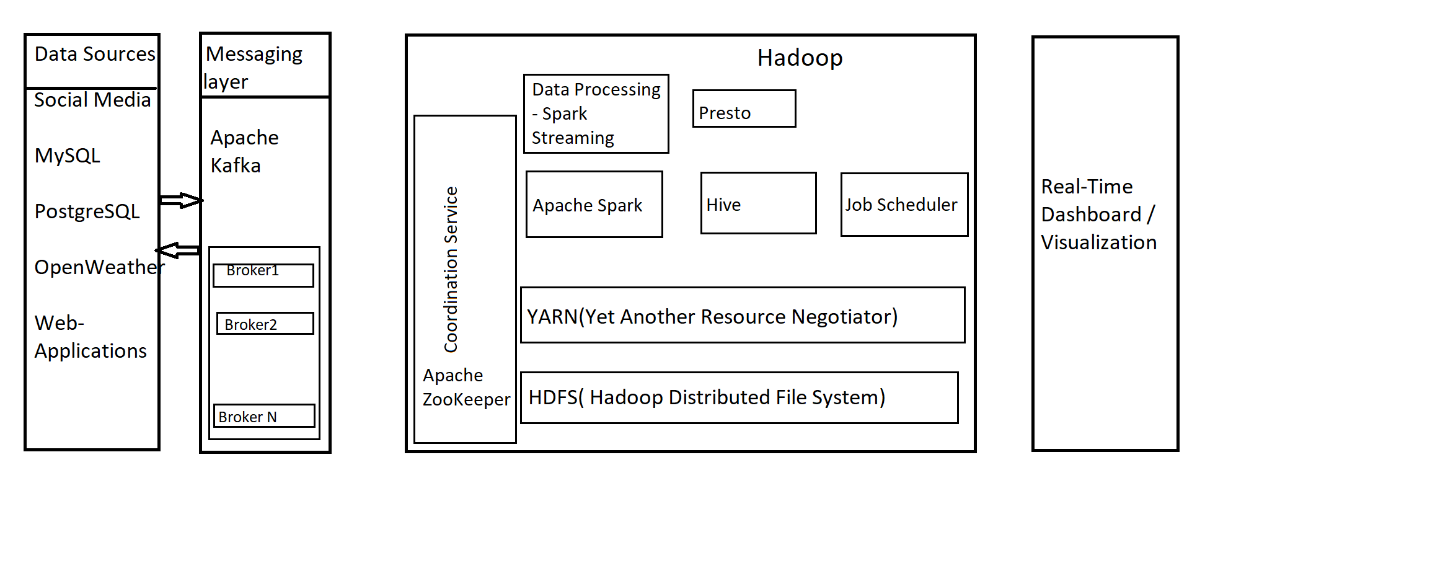 Data Sources
Social Media
MySQL
PostgreSQL
OpenWeather
Web-
Applications
Messaging
layer
Apache
Kafka
Broker1
Broker2
Broker N
Hadoop
Data Processing
- Spark
Streaming
Presto
Coordination Service
Apache
ZooKeeper
Apache Spark
Hive
Job Scheduler
YARN(Yet Another Resource Negotiator)
HDFS( Hadoop Distributed File System)
Real-Time
Dashboard /
Visualization